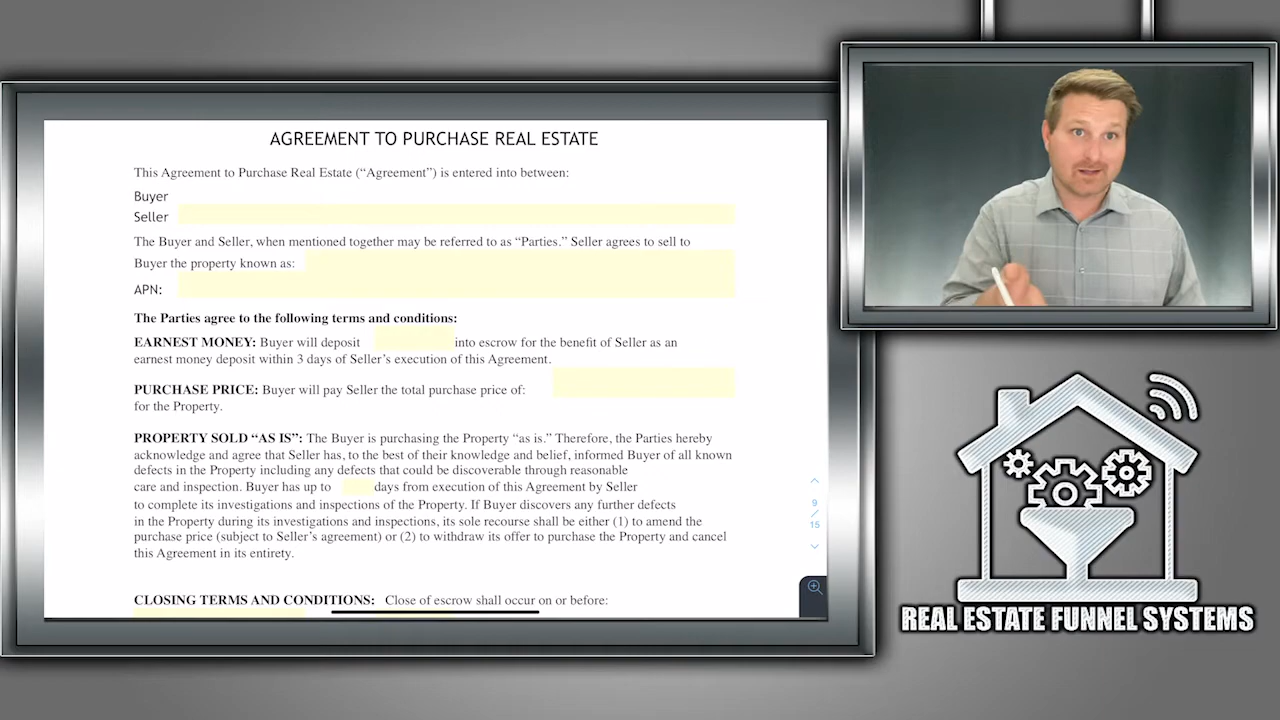 AGREEMENT TO PURCHASE REAL ESTATE
This Agreement to Purchase Real Estate (“Agreement”) is entered into between:
Buyer
Seller
The Buyer and Seller, when mentioned together may be referred to as “Parties.” Seller agrees to sell to
Buyer the property known as:
APN:
The Parties agree to the following terms and conditions:
EARNEST MONEY: Buyer will deposit into escrow for the benefit of Seller as an
earnest money deposit within 3 days of Seller’s execution of this Agreement.
PURCHASE PRICE: Buyer will pay Seller the total purchase price of:
for the Property.
PROPERTY SOLD “AS IS”: The Buyer is purchasing the Property “as is.” Therefore, the Parties hereby
acknowledge and agree that Seller has, to the best of their knowledge and belief, informed Buyer of all known
defects in the Property including any defects that could be discoverable through reasonable
care and inspection. Buyer has up to days from execution of this Agreement by Seller
to complete its investigations and inspections of the Property. If Buyer discovers any further defects
in the Property during its investigations and inspections, its sole recourse shall be either (1) to amend the
purchase price (subject to Seller’s agreement) or (2) to withdraw its offer to purchase the Property and cancel
this Agreement in its entirety.
CLOSING TERMS AND CONDITIONS: Close of escrow shall occur on or before:
9
/
15
REAL ESTATE FUNNEL SYSTEMS